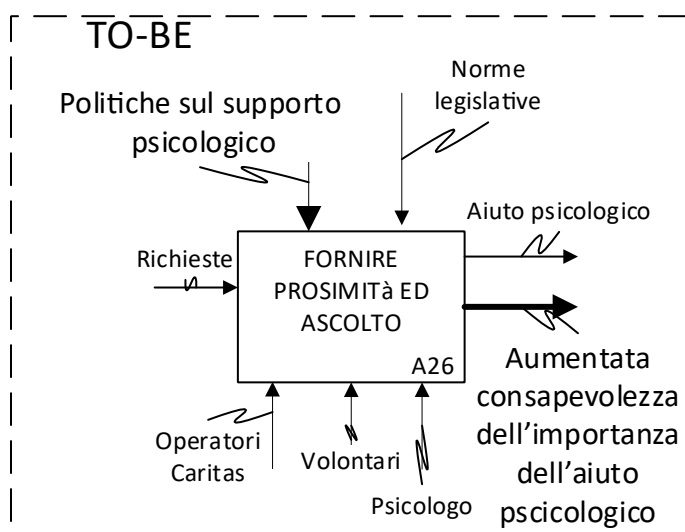 TO-BE
Norme
legislative
Politiche sul supporto
psicologico
Aiuto psicologico
Richieste
FORNIRE
PROSIMITà ED
ASCOLTO
A26
Aumentata
consapevolezza
dell'importanza
dell'aiuto
pscicologico
Operatori
Caritas
Volontari
Psicologo